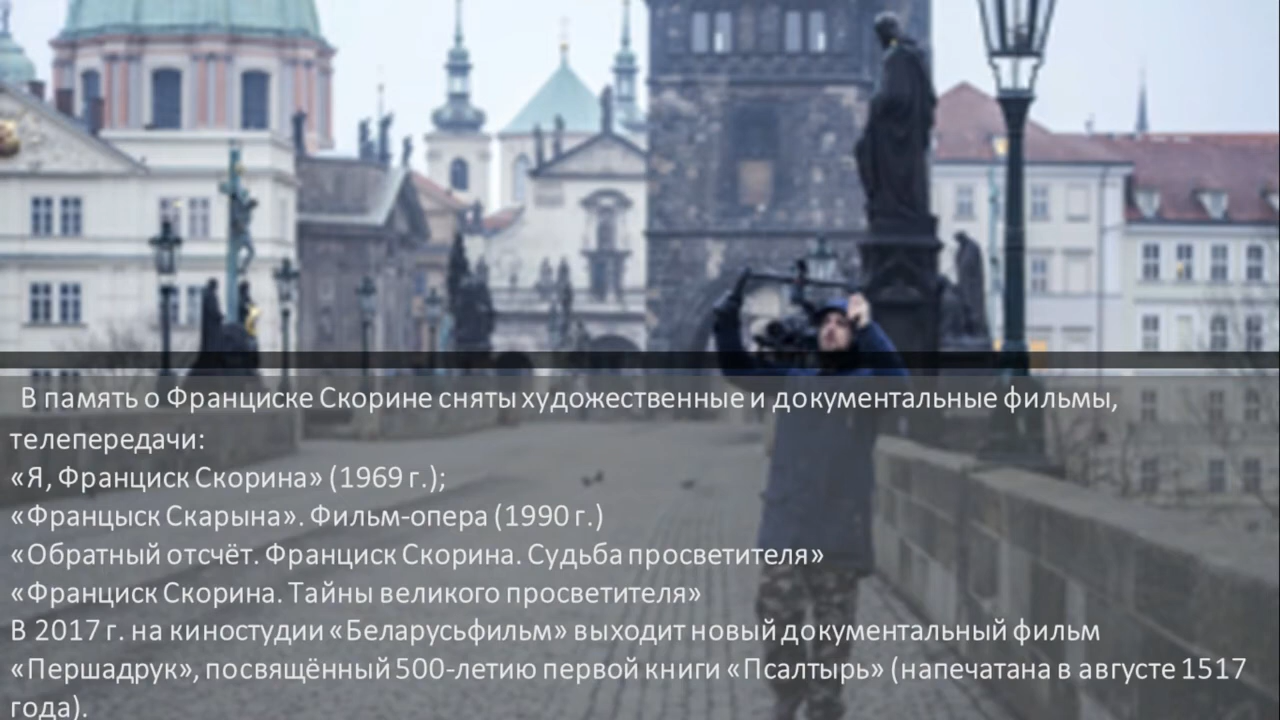 В память о Франциске Скорине сняты художественные и документальные фильмы,
телепередачи:
«Я, Франциск Скорина» (1969 г.);
«Францыск Скарына». Фильм-опера (1990 г.)
«Обратный отсчёт. Франциск Скорина. Судьба просветителя»
«Франциск Скорина. Тайны великого просветителя»
В 2017 г. на киностудии «Беларусьфильм» выходит новый документальный фильм
«Першадрук», посвящённый 500-летию первой книги «Псалтырь» (напечатана в августе 1517
года).